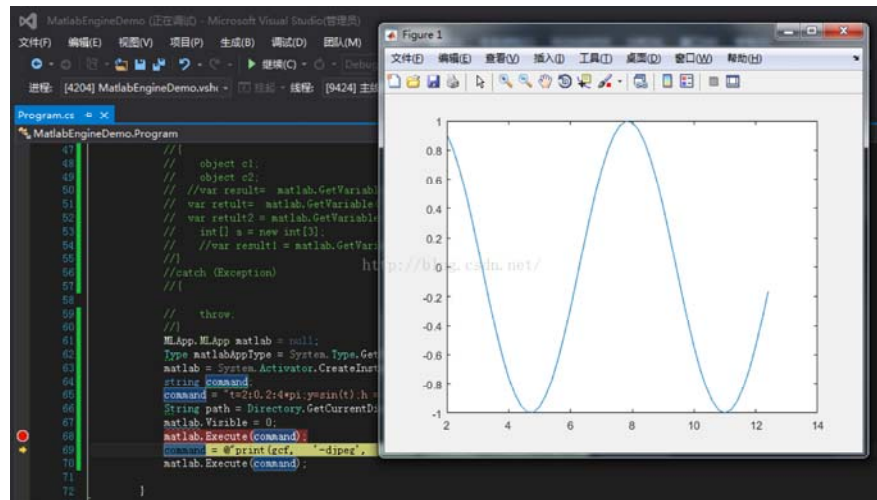 MatlabEngineDemo (正在调试) - Microsoft Visual Studio(管理员)
文件(F) 编辑(E) 视图(V) 项目(P) 生成(B) 调试(D) 团队(M)
继续(C) Debug
进程: [4204] MatlabEngineDemo.vshc 挂起 线程: [9424] 主线
Program.cs
MatlabEngineDemo.Program
47 //{
48 // object c1;
49 // object c2;
50 // //var result= matlab.GetVariabl
51 // var retult= matlab.GetVariable(
52 // var retult2 = matlab.GetVariable
53 // int[] a = new int[3];
54 // //var result1 = matlab.GetVari
55 //}
56 //catch (Exception)
57 //{
58
59 // throw;
60 //}
61 MLApp.MLApp matlab = null;
62 Type matlabAppType = System.Type.Get
63 matlab = System.Activator.CreateInst
64 string command;
65 command = "t=2:0.2:4*pi;y=sin(t);h =
66 String path = Directory.GetCurrentDi
67 matlab.Visible = 0;
68 matlab.Execute(command);
69 command = @"print(gcf, '-djpeg',
70 matlab.Execute(command);
71
72 }
Figure 1
文件(F) 编辑(E) 查看(V) 插入(I) 工具(T) 桌面(D) 窗口(W) 帮助(H)
1
0.8
0.6
0.4
0.2
0
-0.2
-0.4
-0.6
-0.8
-1
2 4 6 8 10 12 14
http://blog.csdn.net/